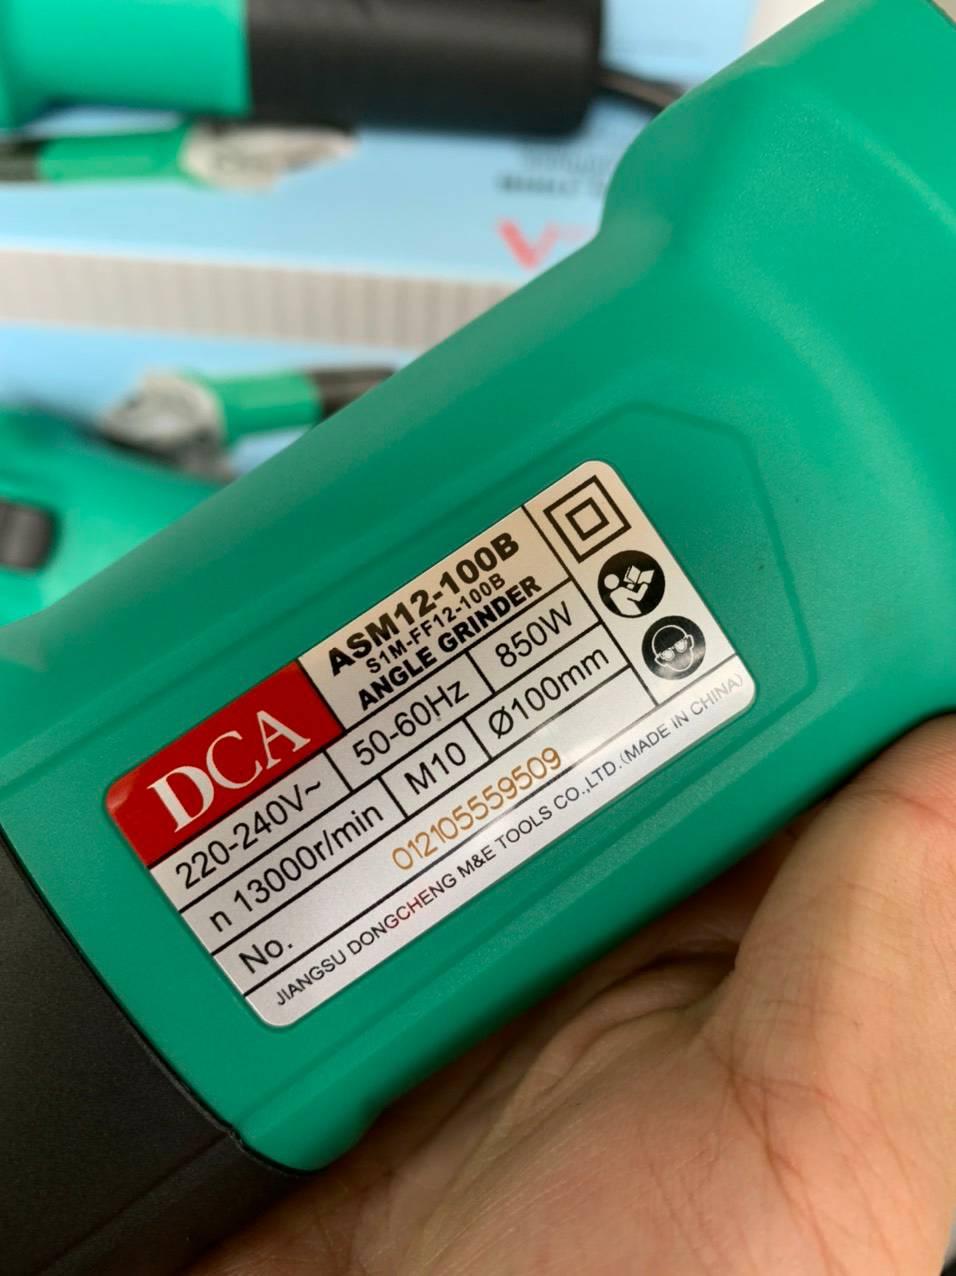 DCA
ASM12-100B
S1M-FF12-100B
ANGLE GRINDER
220-240V~ 50-60Hz 850W
n 13000r/min M10 Ø100mm
No. 012105559509
JIANGSU DONGCHENG M&E TOOLS CO.,LTD.(MADE IN CHINA)